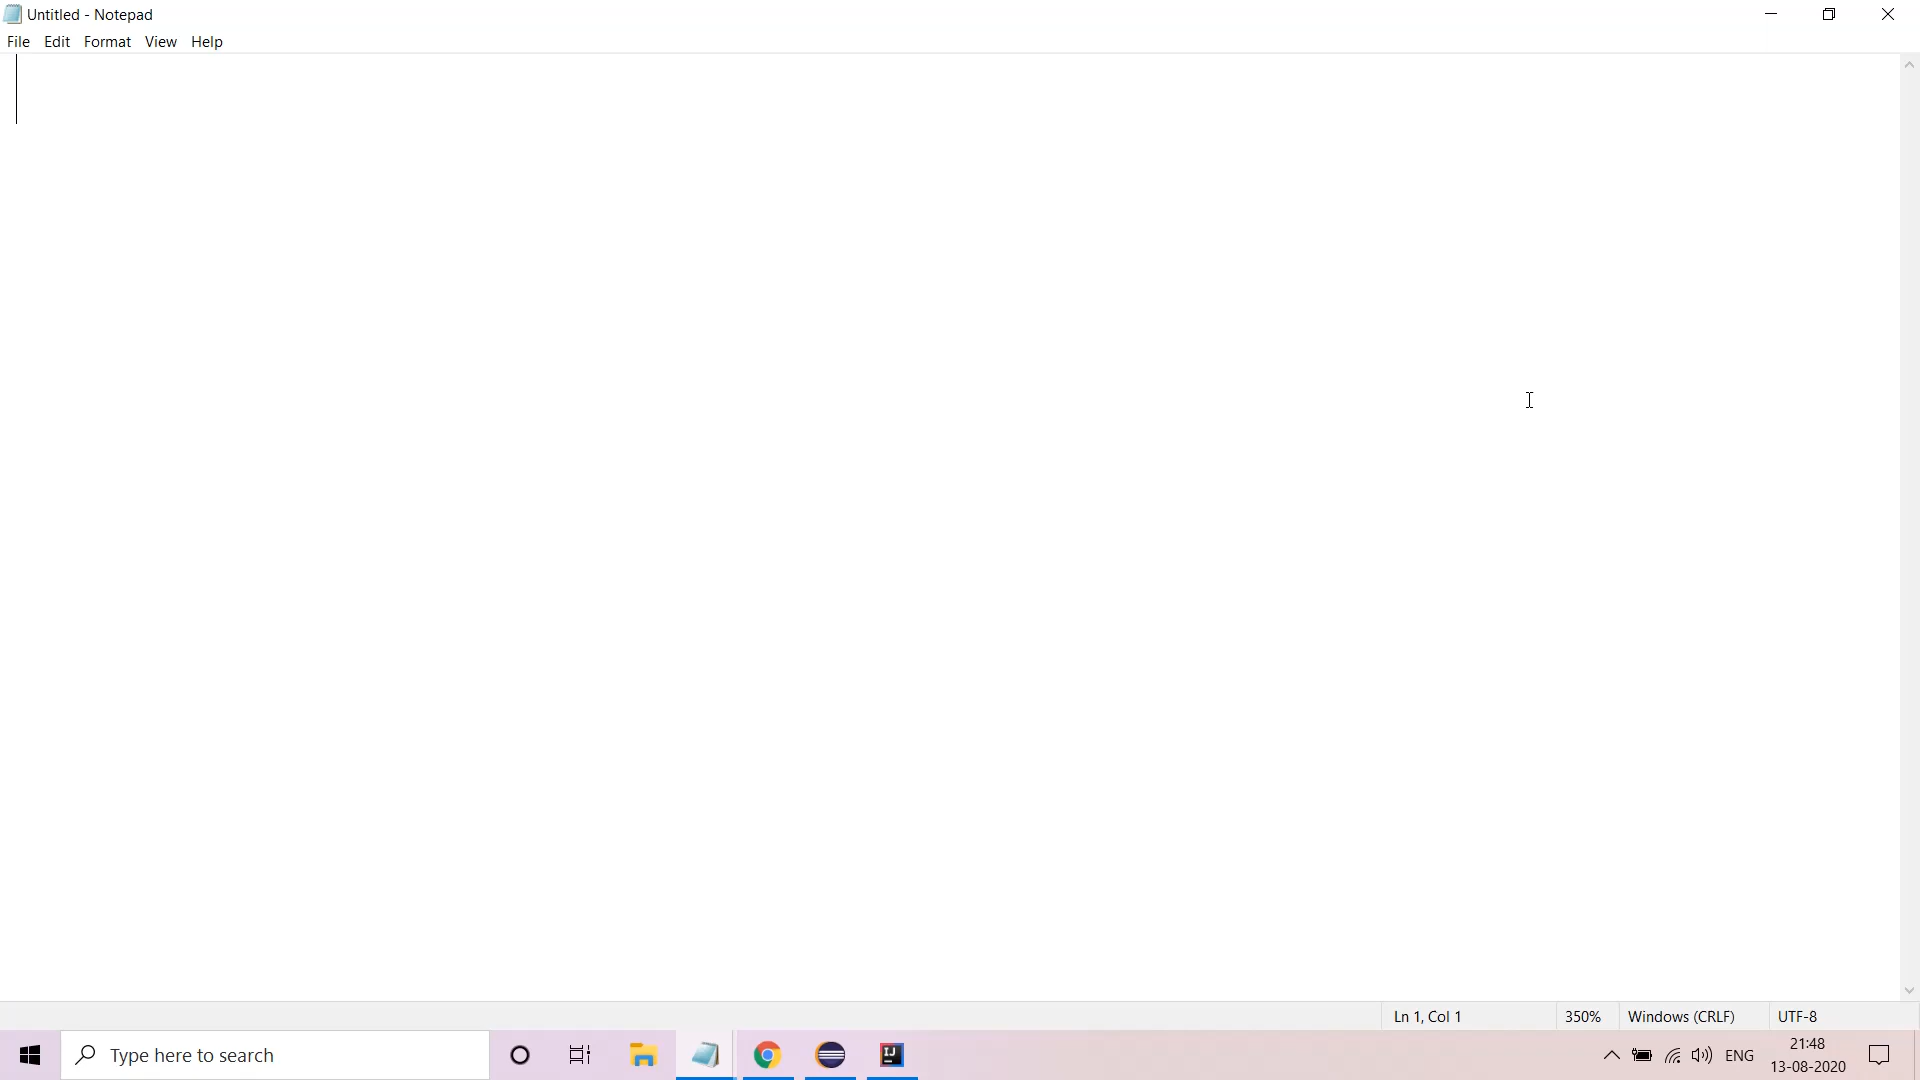 Untitled - Notepad
File Edit Format View Help
Ln 1, Col 1 350% Windows (CRLF) UTF-8
Type here to search
IJ
ENG
21:48
13-08-2020